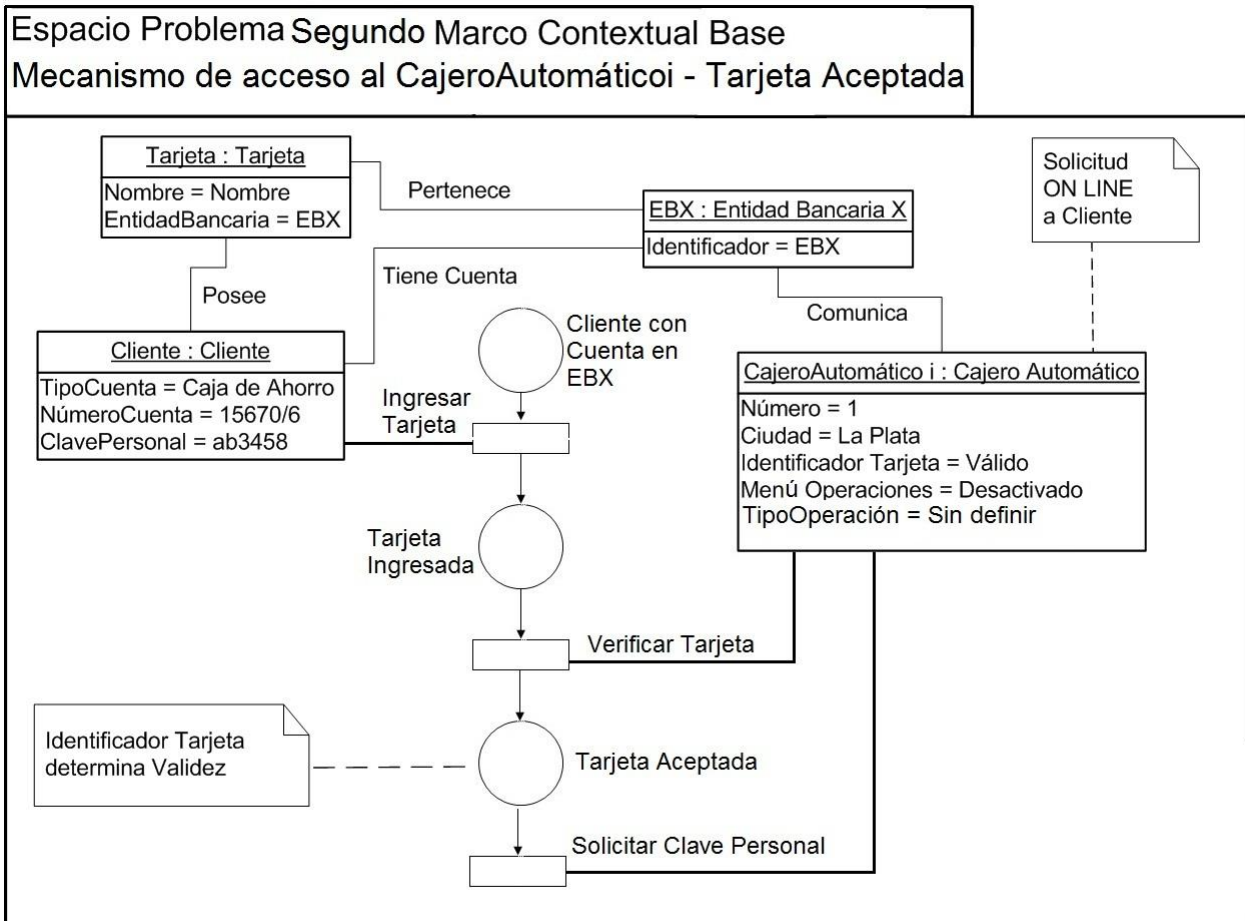 Espacio Problema Segundo Marco Contextual Base
Mecanismo de acceso al CajeroAutomáticoi - Tarjeta Aceptada
Tarjeta : Tarjeta
Nombre = Nombre
EntidadBancaria = EBX
Pertenece
EBX : Entidad Bancaria X
Identificador = EBX
Solicitud
ON LINE
a Cliente
Posee
Tiene Cuenta
Comunica
Cliente : Cliente
TipoCuenta = Caja de Ahorro
NúmeroCuenta = 15670/6
ClavePersonal = ab3458
Cliente con
Cuenta en
EBX
Ingresar
Tarjeta
CajeroAutomático i : Cajero Automático
Número = 1
Ciudad = La Plata
Identificador Tarjeta = Válido
Menú Operaciones = Desactivado
TipoOperación = Sin definir
Tarjeta
Ingresada
Verificar Tarjeta
Identificador Tarjeta
determina Validez
Tarjeta Aceptada
Solicitar Clave Personal